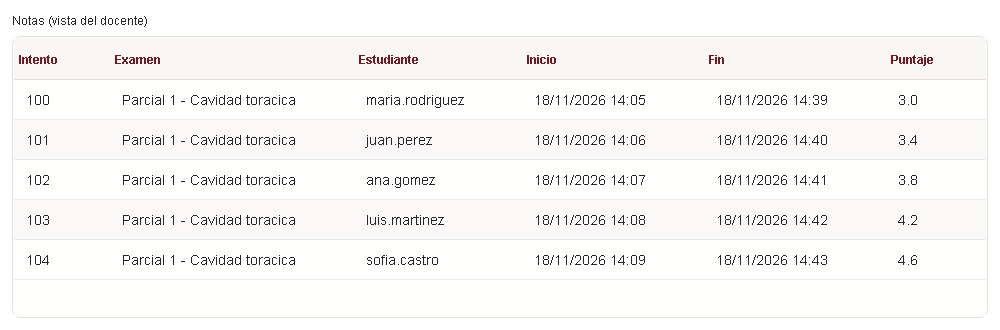 Notas (vista del docente)
Intento Examen Estudiante Inicio Fin Puntaje
100 Parcial 1 - Cavidad toracica maria.rodriguez 18/11/2026 14:05 18/11/2026 14:39 3.0
101 Parcial 1 - Cavidad toracica juan.perez 18/11/2026 14:06 18/11/2026 14:40 3.4
102 Parcial 1 - Cavidad toracica ana.gomez 18/11/2026 14:07 18/11/2026 14:41 3.8
103 Parcial 1 - Cavidad toracica luis.martinez 18/11/2026 14:08 18/11/2026 14:42 4.2
104 Parcial 1 - Cavidad toracica sofia.castro 18/11/2026 14:09 18/11/2026 14:43 4.6